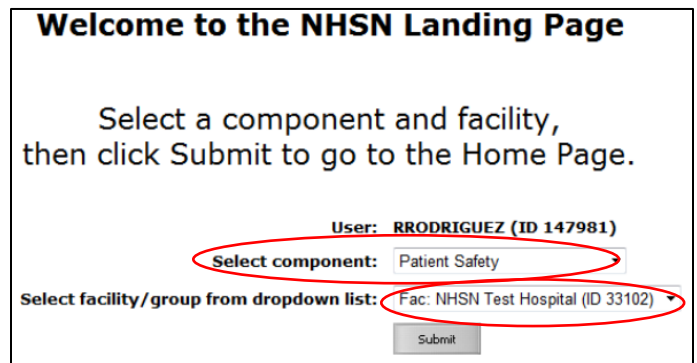 Welcome to the NHSN Landing Page
Select a component and facility,
then click Submit to go to the Home Page.
User: RRODRIGUEZ (ID 147981)
Select component: Patient Safety
Select facility/group from dropdown list: Fac: NHSN Test Hospital (ID 33102)
Submit